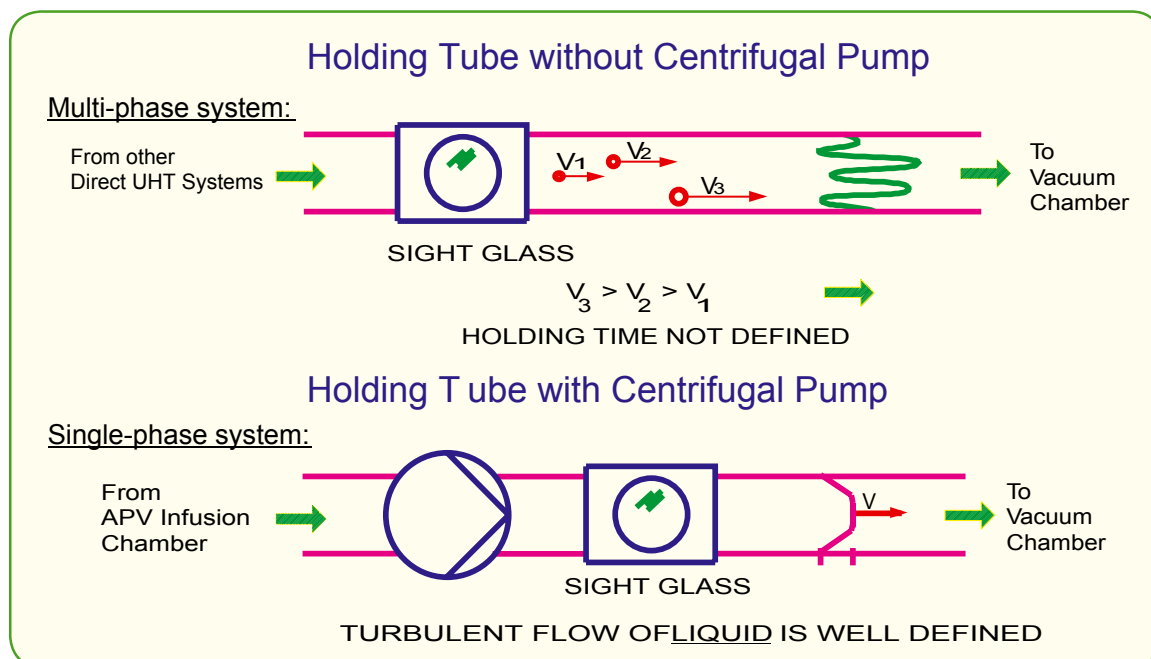 Holding Tube without Centrifugal Pump
Multi-phase system:
From other
Direct UHT Systems
V1
V2
V3
To
Vacuum
Chamber
SIGHT GLASS
V3 > V2 > V1
HOLDING TIME NOT DEFINED
Holding T ube with Centrifugal Pump
Single-phase system:
From
APV Infusion
Chamber
V
To
Vacuum
Chamber
SIGHT GLASS
TURBULENT FLOW OFLIQUID IS WELL DEFINED